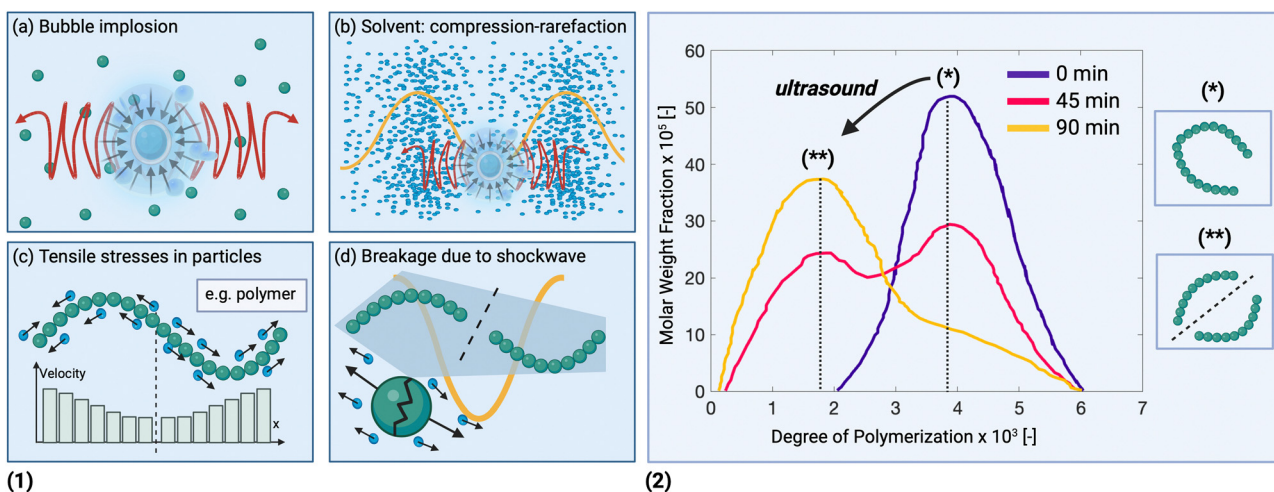 (a) Bubble implosion
(b) Solvent: compression-rarefaction
(c) Tensile stresses in particles
e.g. polymer
Velocity
x
(d) Breakage due to shockwave
(1)
60
50
40
30
20
10
0
Molar Weight Fraction x 10⁵ [-]
ultrasound
(*)
(**)
0 min
45 min
90 min
0 1 2 3 4 5 6 7
Degree of Polymerization x 10³ [-]
(*)
(**)
(2)